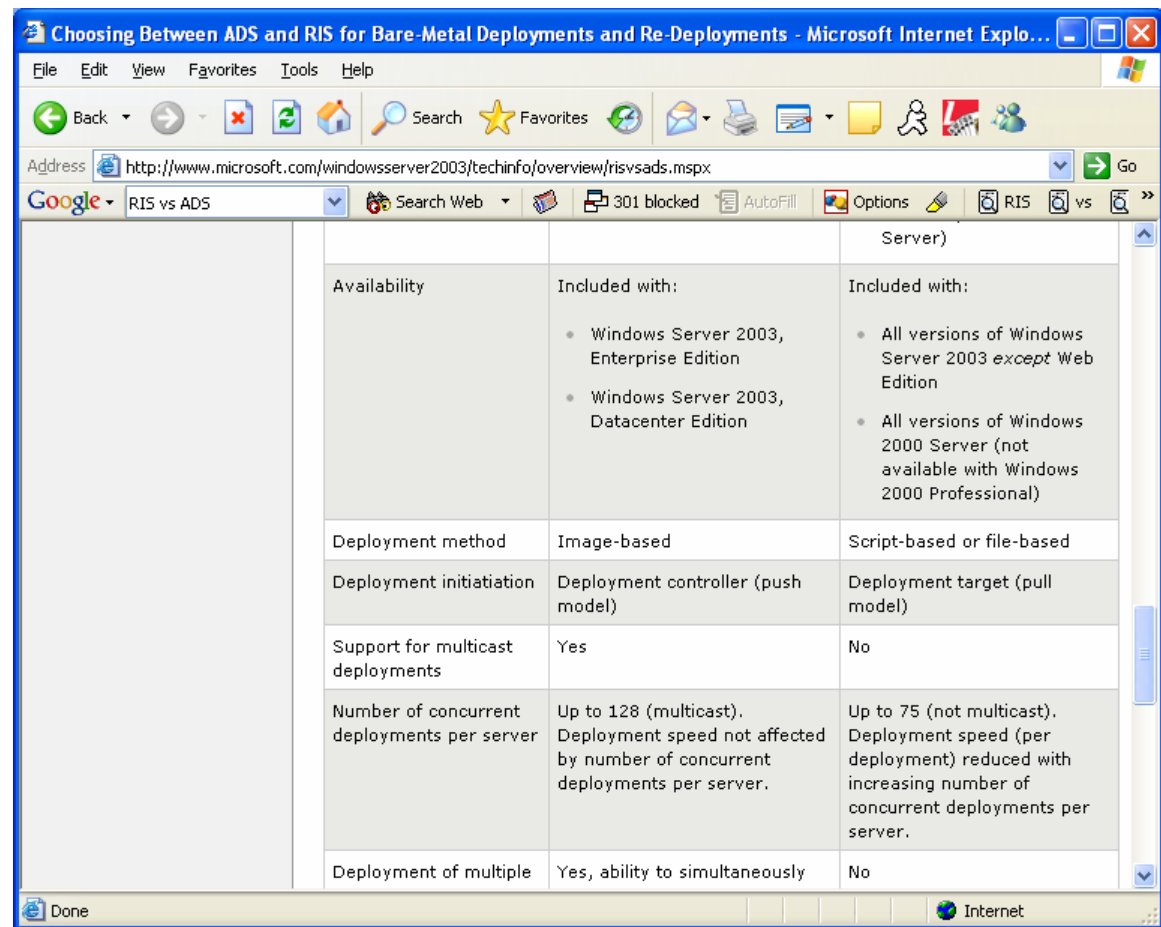 Choosing Between ADS and RIS for Bare-Metal Deployments and Re-Deployments - Microsoft Internet Explo...
File Edit View Favorites Tools Help
Back Search Favorites
Address http://www.microsoft.com/windowsserver2003/techinfo/overview/risvsads.mspx Go
Google RIS vs ADS Search Web 301 blocked AutoFill Options RIS vs »
Server)
Availability
Included with:
Windows Server 2003,
Enterprise Edition
Windows Server 2003,
Datacenter Edition
Included with:
All versions of Windows
Server 2003 except Web
Edition
All versions of Windows
2000 Server (not
available with Windows
2000 Professional)
Deployment method
Image-based
Script-based or file-based
Deployment initiatiation
Deployment controller (push
model)
Deployment target (pull
model)
Support for multicast
deployments
Yes
No
Number of concurrent
deployments per server
Up to 128 (multicast).
Deployment speed not affected
by number of concurrent
deployments per server.
Up to 75 (not multicast).
Deployment speed (per
deployment) reduced with
increasing number of
concurrent deployments per
server.
Deployment of multiple
Yes, ability to simultaneously
No
Done
Internet